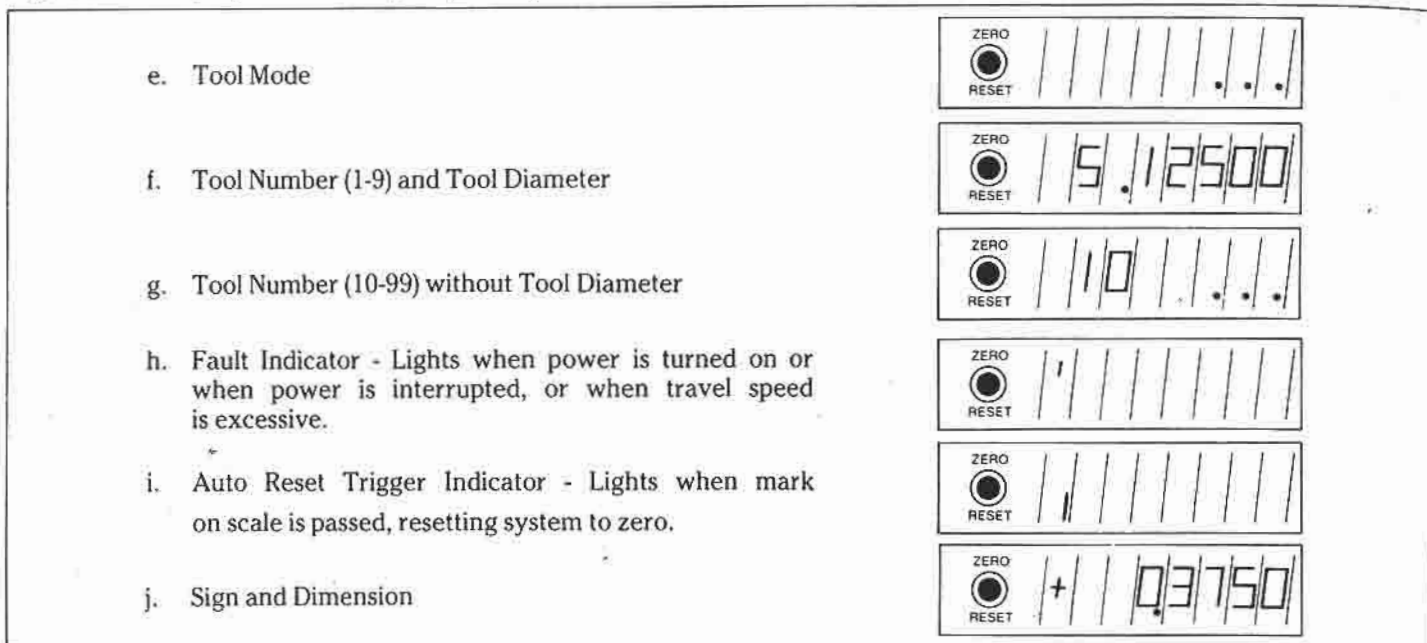 ZERO
e. Tool Mode
RESET
. . .
ZERO
f. Tool Number (1-9) and Tool Diameter
5 .12500
RESET
ZERO
g. Tool Number (10-99) without Tool Diameter
10 . . .
RESET
h. Fault Indicator - Lights when power is turned on or
when power is interrupted, or when travel speed
is excessive.
ZERO
RESET
i. Auto Reset Trigger Indicator - Lights when mark
on scale is passed, resetting system to zero.
ZERO
RESET
j. Sign and Dimension
ZERO
+ 0.3750
RESET